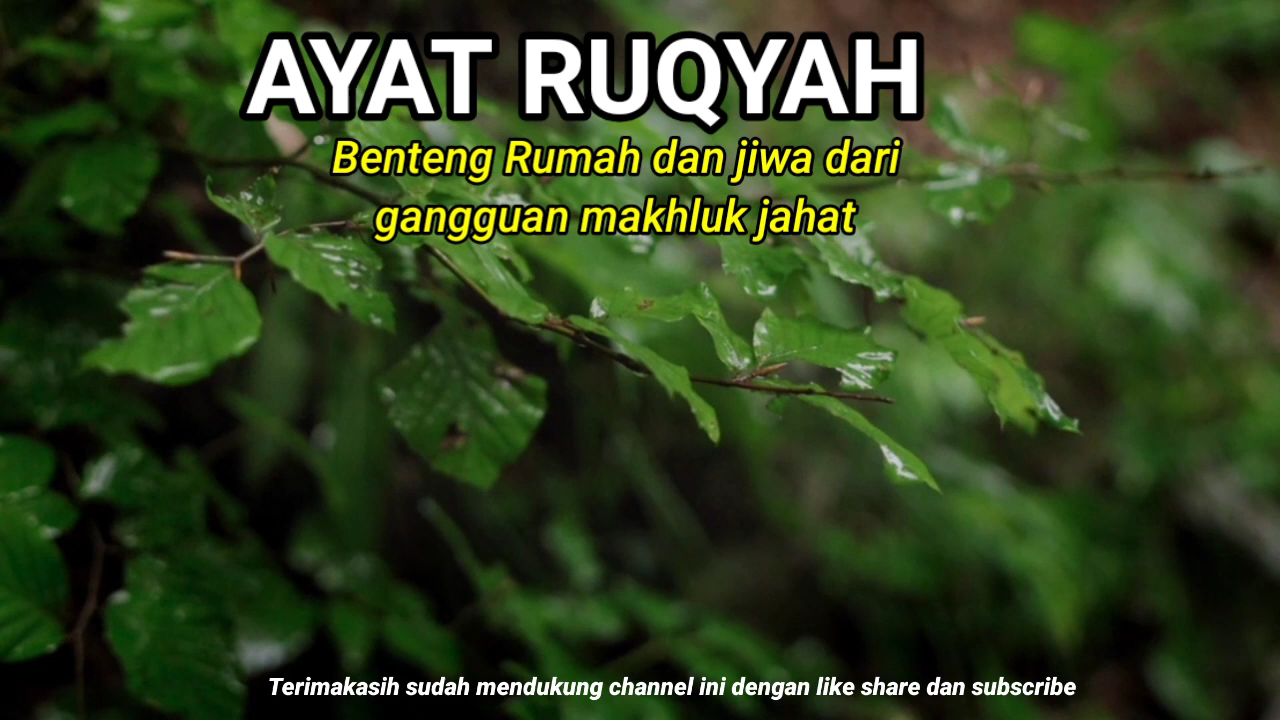 AYAT RUQYAH
Benteng Rumah dan jiwa dari
gangguan makhluk jahat
Terimakasih sudah mendukung channel ini dengan like share dan subscribe